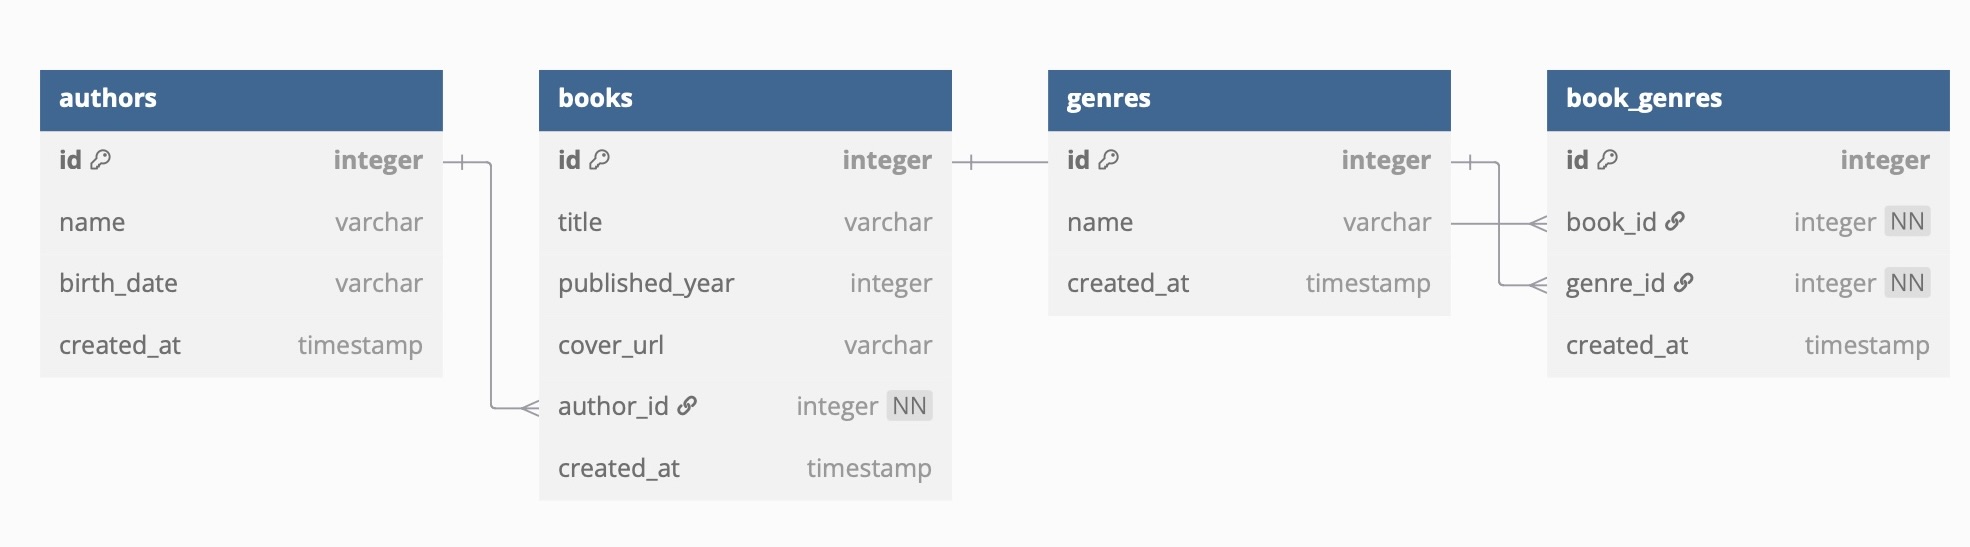 authors
id integer
name varchar
birth_date varchar
created_at timestamp
books
id integer
title varchar
published_year integer
cover_url varchar
author_id integer NN
created_at timestamp
genres
id integer
name varchar
created_at timestamp
book_genres
id integer
book_id integer NN
genre_id integer NN
created_at timestamp